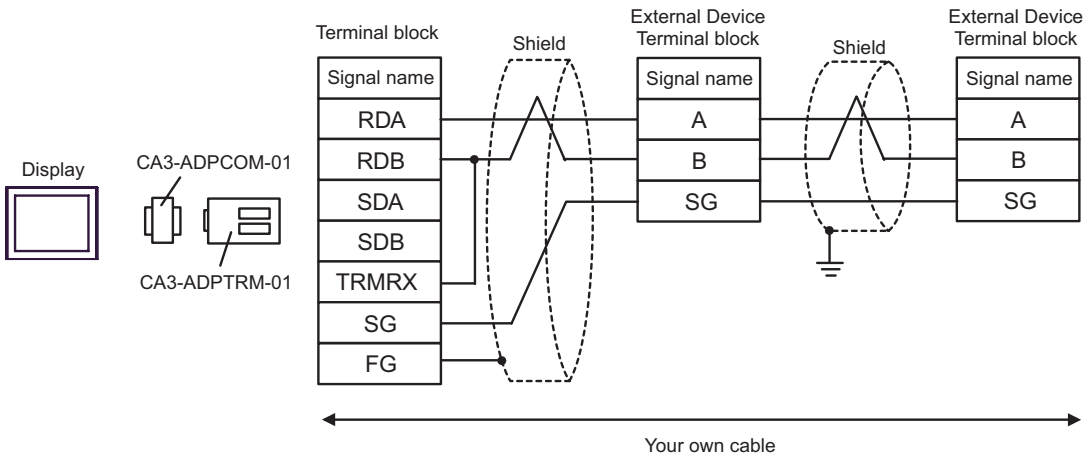 Display
CA3-ADPCOM-01
CA3-ADPTRM-01
Terminal block
Signal name
RDA
RDB
SDA
SDB
TRMRX
SG
FG
Shield
External Device
Terminal block
Signal name
A
B
SG
Shield
External Device
Terminal block
Signal name
A
B
SG
Your own cable